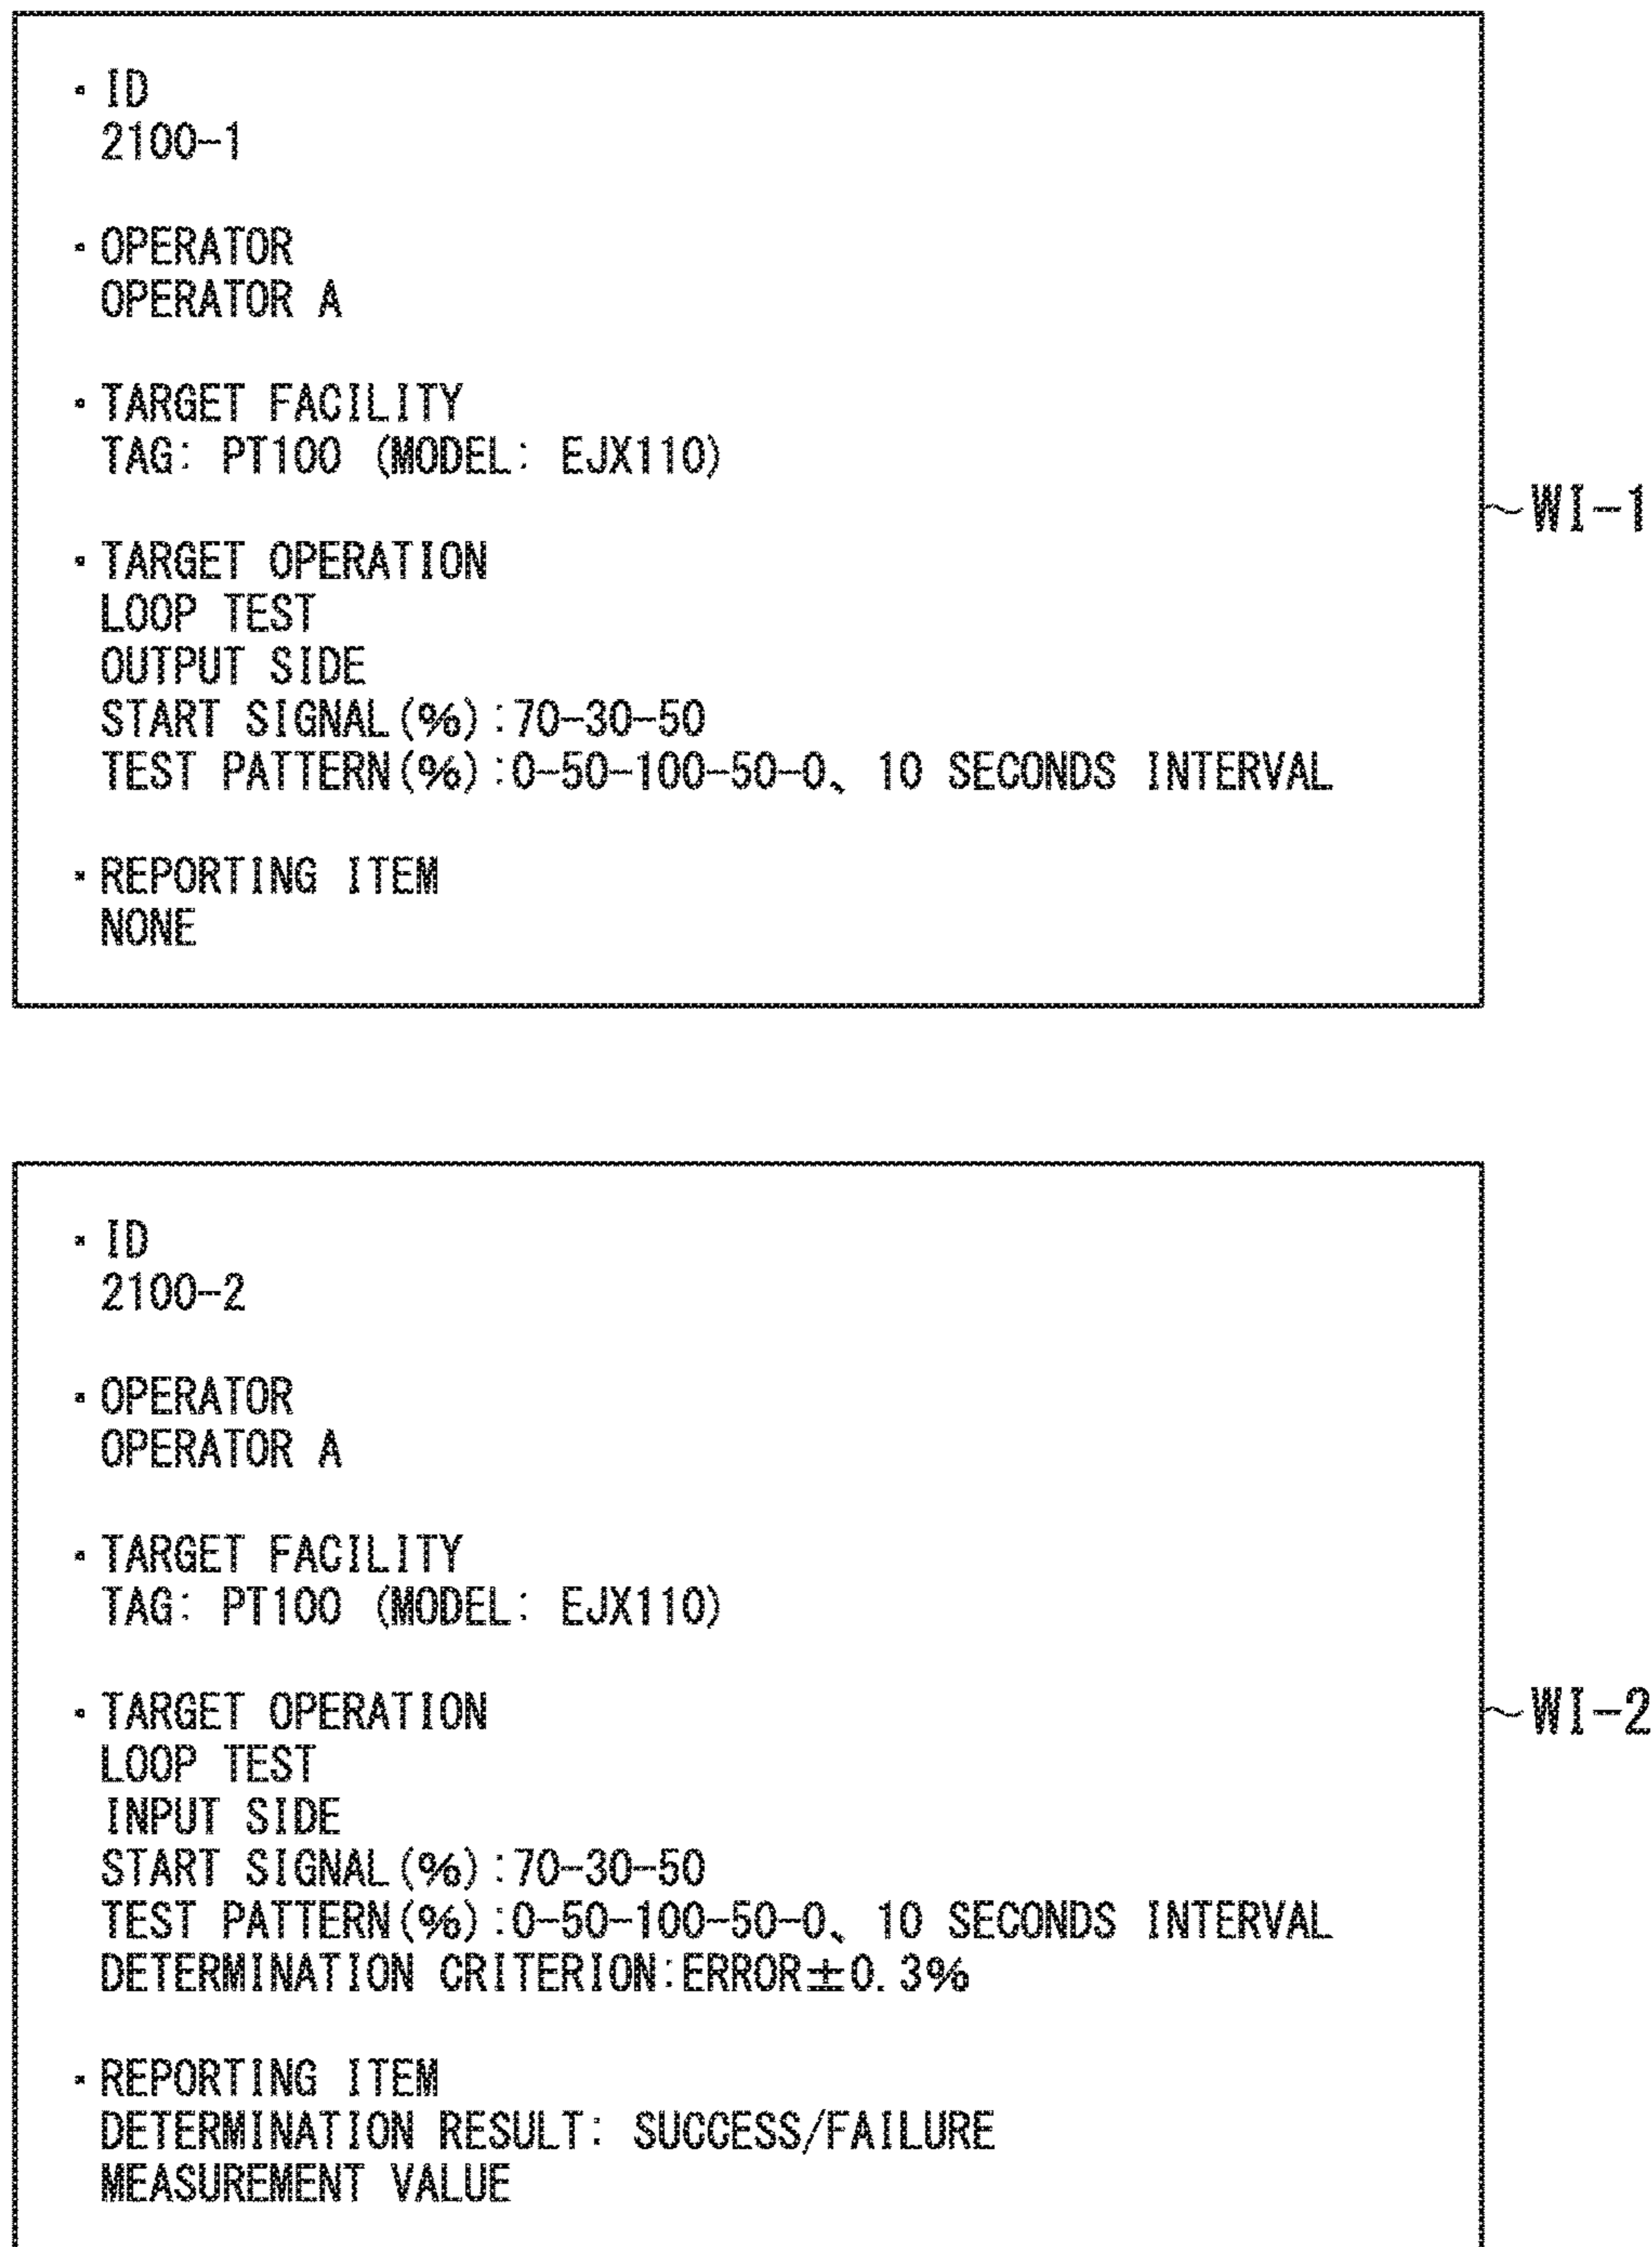 ・ID
2100-1
・OPERATOR
OPERATOR A
・TARGET FACILITY
TAG: PT100 (MODEL: EJX110)
・TARGET OPERATION
LOOP TEST
OUTPUT SIDE
START SIGNAL(%):70-30-50
TEST PATTERN(%):0-50-100-50-0、10 SECONDS INTERVAL
・REPORTING ITEM
NONE
~WI-1
・ID
2100-2
・OPERATOR
OPERATOR A
・TARGET FACILITY
TAG: PT100 (MODEL: EJX110)
・TARGET OPERATION
LOOP TEST
INPUT SIDE
START SIGNAL(%):70-30-50
TEST PATTERN(%):0-50-100-50-0、10 SECONDS INTERVAL
DETERMINATION CRITERION:ERROR±0.3%
・REPORTING ITEM
DETERMINATION RESULT: SUCCESS/FAILURE
MEASUREMENT VALUE
~WI-2